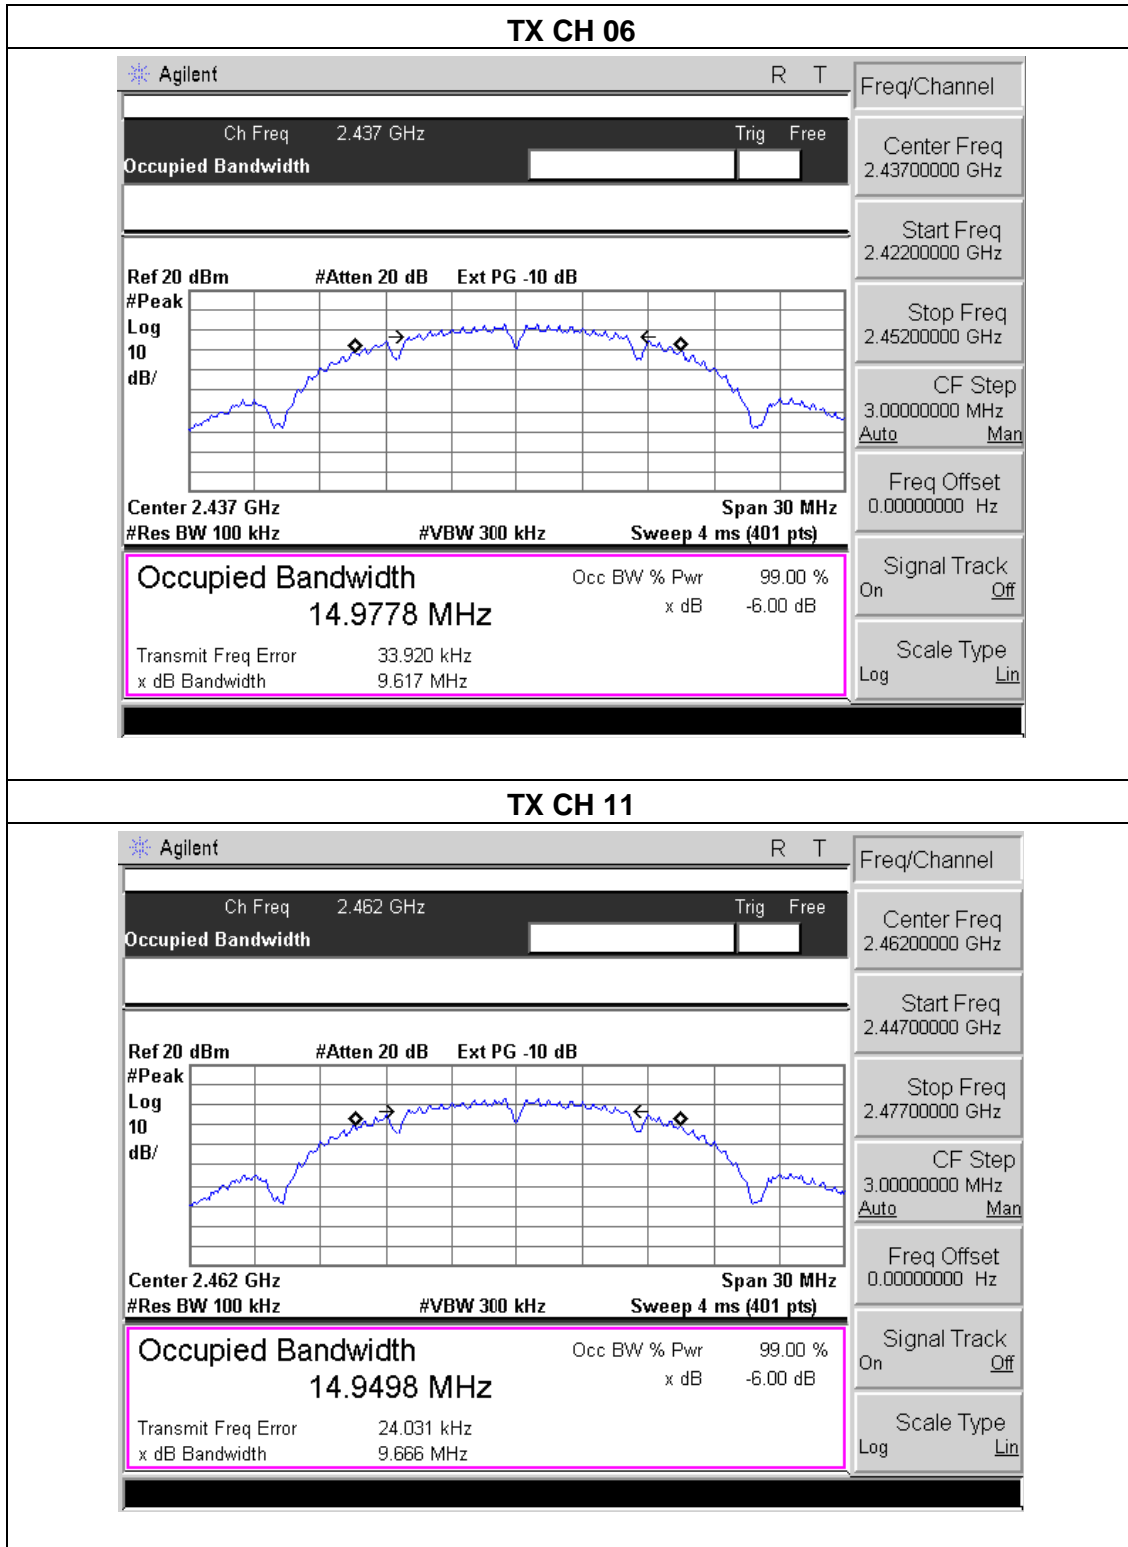 TX CH 06
Agilent R T
Freq/Channel
Ch Freq 2.437 GHz Trig Free
Occupied Bandwidth
Center Freq
2.43700000 GHz
Start Freq
2.42200000 GHz
Stop Freq
2.45200000 GHz
CF Step
3.00000000 MHz
Auto Man
Freq Offset
0.00000000 Hz
Signal Track
On Off
Scale Type
Log Lin
Ref 20 dBm #Atten 20 dB Ext PG -10 dB
#Peak
Log
10
dB/
Center 2.437 GHz Span 30 MHz
#Res BW 100 kHz #VBW 300 kHz Sweep 4 ms (401 pts)
Occupied Bandwidth Occ BW % Pwr 99.00 %
14.9778 MHz x dB -6.00 dB
Transmit Freq Error 33.920 kHz
x dB Bandwidth 9.617 MHz
TX CH 11
Agilent R T
Freq/Channel
Ch Freq 2.462 GHz Trig Free
Occupied Bandwidth
Center Freq
2.46200000 GHz
Start Freq
2.44700000 GHz
Stop Freq
2.47700000 GHz
CF Step
3.00000000 MHz
Auto Man
Freq Offset
0.00000000 Hz
Signal Track
On Off
Scale Type
Log Lin
Ref 20 dBm #Atten 20 dB Ext PG -10 dB
#Peak
Log
10
dB/
Center 2.462 GHz Span 30 MHz
#Res BW 100 kHz #VBW 300 kHz Sweep 4 ms (401 pts)
Occupied Bandwidth Occ BW % Pwr 99.00 %
14.9498 MHz x dB -6.00 dB
Transmit Freq Error 24.031 kHz
x dB Bandwidth 9.666 MHz